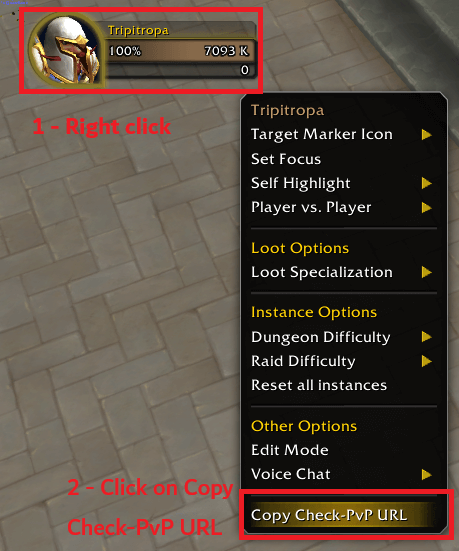 Tripitropa
100% 7093 K
0
1 - Right click
Tripitropa
Target Marker Icon
Set Focus
Self Highlight
Player vs. Player
Loot Options
Loot Specialization
Instance Options
Dungeon Difficulty
Raid Difficulty
Reset all instances
Other Options
Edit Mode
Voice Chat
2 - Click on Copy
Check-PvP URL
Copy Check-PvP URL